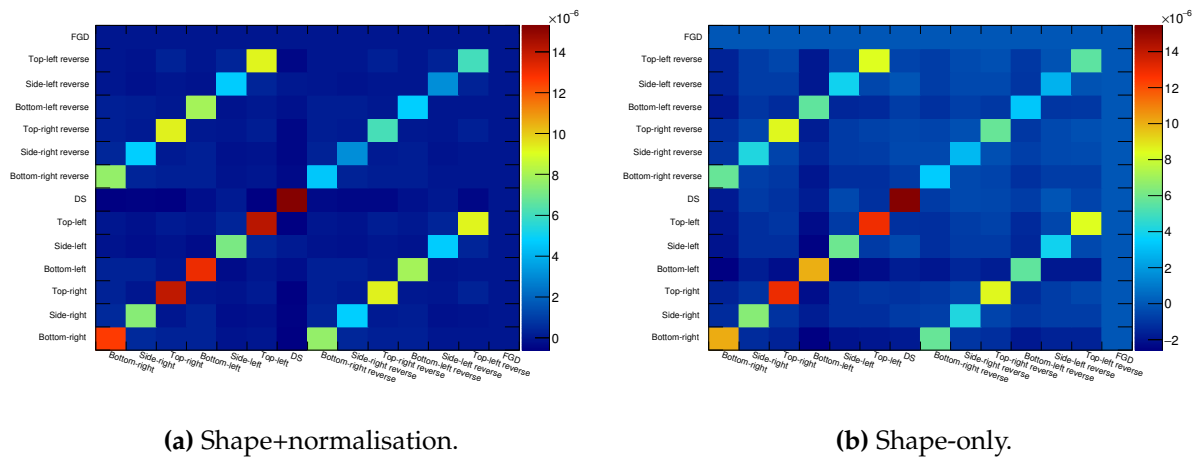 ×10⁻⁶
FGD
Top-left reverse
Side-left reverse
Bottom-left reverse
Top-right reverse
Side-right reverse
Bottom-right reverse
DS
Top-left
Side-left
Bottom-left
Top-right
Side-right
Bottom-right
Bottom-right
Side-right
Top-right
Bottom-left
Side-left
Top-left
DS
Bottom-right reverse
Side-right reverse
Top-right reverse
Bottom-left reverse
Side-left reverse
Top-left reverse
FGD
14
12
10
8
6
4
2
0
(a) Shape+normalisation.
×10⁻⁶
FGD
Top-left reverse
Side-left reverse
Bottom-left reverse
Top-right reverse
Side-right reverse
Bottom-right reverse
DS
Top-left
Side-left
Bottom-left
Top-right
Side-right
Bottom-right
Bottom-right
Side-right
Top-right
Bottom-left
Side-left
Top-left
DS
Bottom-right reverse
Side-right reverse
Top-right reverse
Bottom-left reverse
Side-left reverse
Top-left reverse
FGD
14
12
10
8
6
4
2
0
−2
(b) Shape-only.